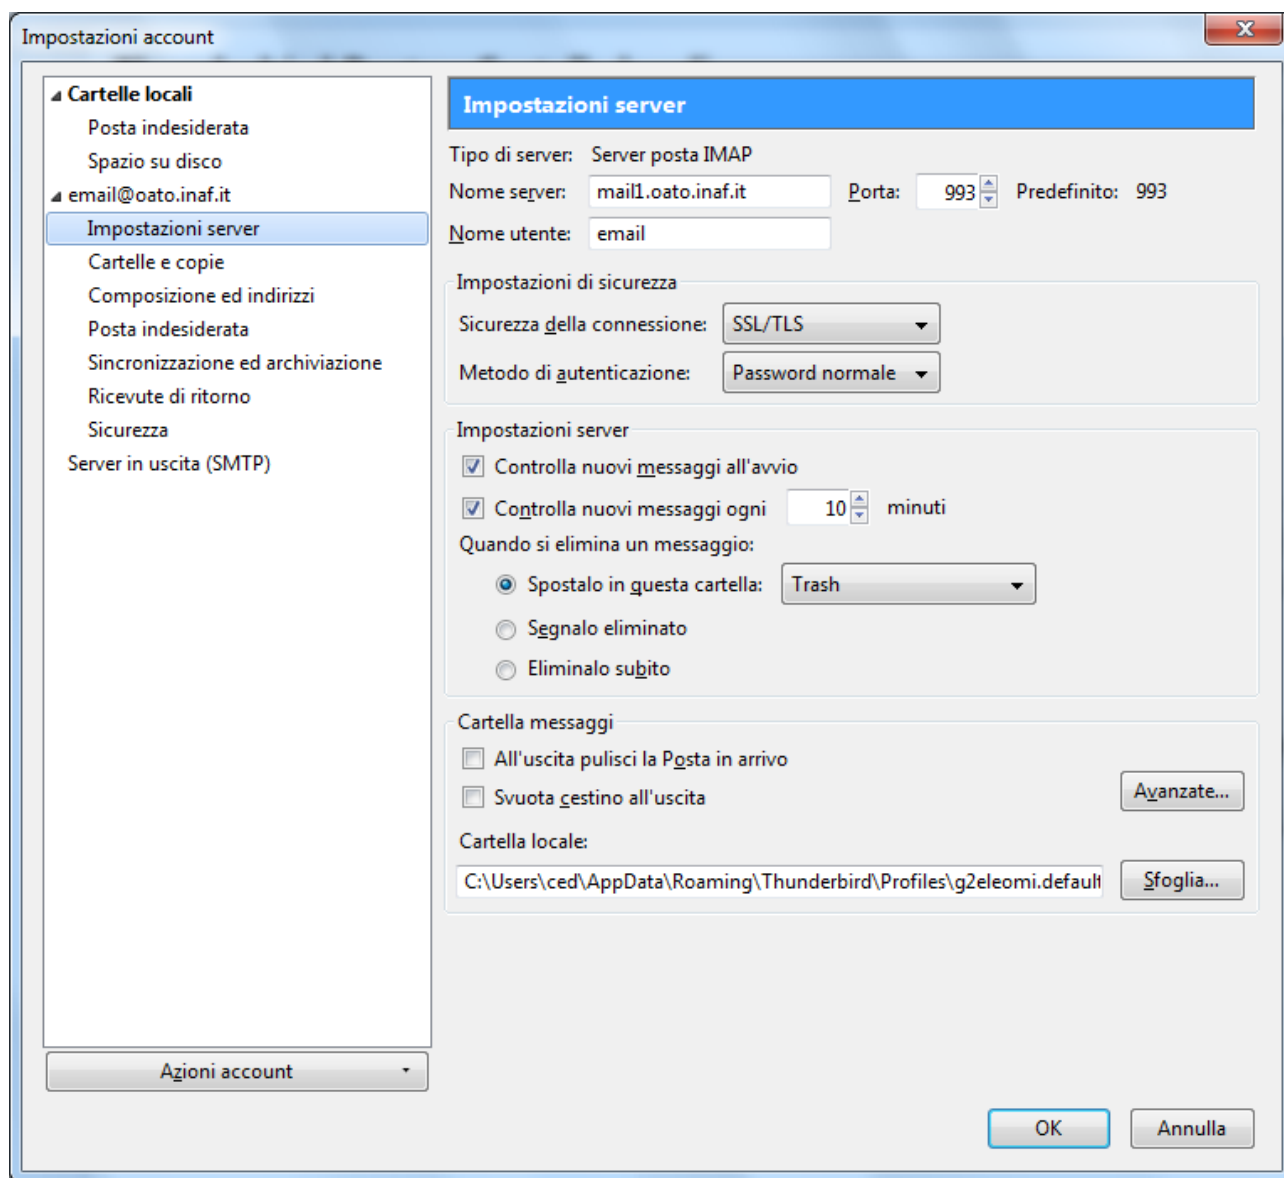 Impostazioni account
Cartelle locali
Posta indesiderata
Spazio su disco
email@oato.inaf.it
Impostazioni server
Cartelle e copie
Composizione ed indirizzi
Posta indesiderata
Sincronizzazione ed archiviazione
Ricevute di ritorno
Sicurezza
Server in uscita (SMTP)
Azioni account
Impostazioni server
Tipo di server: Server posta IMAP
Nome server: mail1.oato.inaf.it Porta: 993 Predefinito: 993
Nome utente: email
Impostazioni di sicurezza
Sicurezza della connessione: SSL/TLS
Metodo di autenticazione: Password normale
Impostazioni server
Controlla nuovi messaggi all'avvio
Controlla nuovi messaggi ogni 10 minuti
Quando si elimina un messaggio:
Spostalo in questa cartella: Trash
Segnalo eliminato
Eliminalo subito
Cartella messaggi
All'uscita pulisci la Posta in arrivo
Svuota cestino all'uscita
Avanzate...
Cartella locale:
C:\Users\ced\AppData\Roaming\Thunderbird\Profiles\g2eleomi.default Sfoglia...
OK Annulla